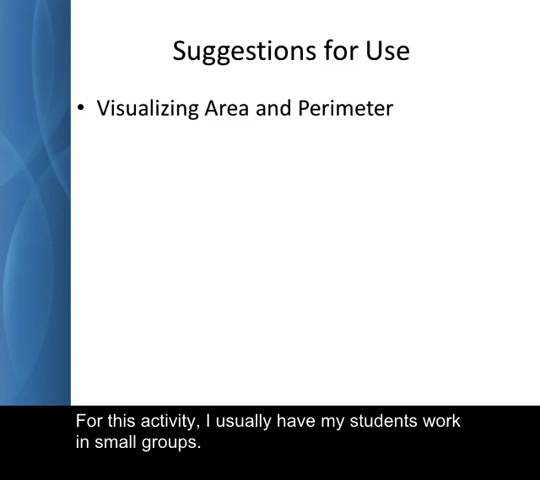 Suggestions for Use
• Visualizing Area and Perimeter
For this activity, I usually have my students work
in small groups.